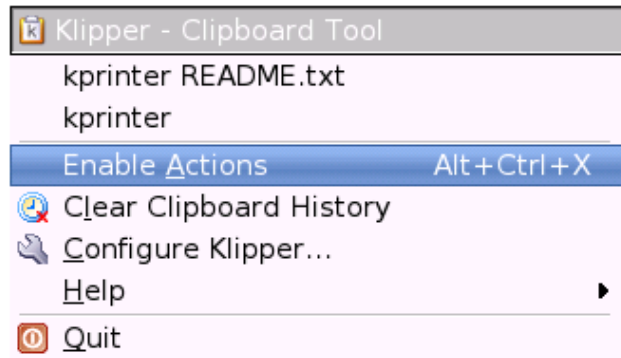 Klipper - Clipboard Tool
kprinter README.txt
kprinter
Enable Actions Alt+Ctrl+X
Clear Clipboard History
Configure Klipper...
Help
Quit